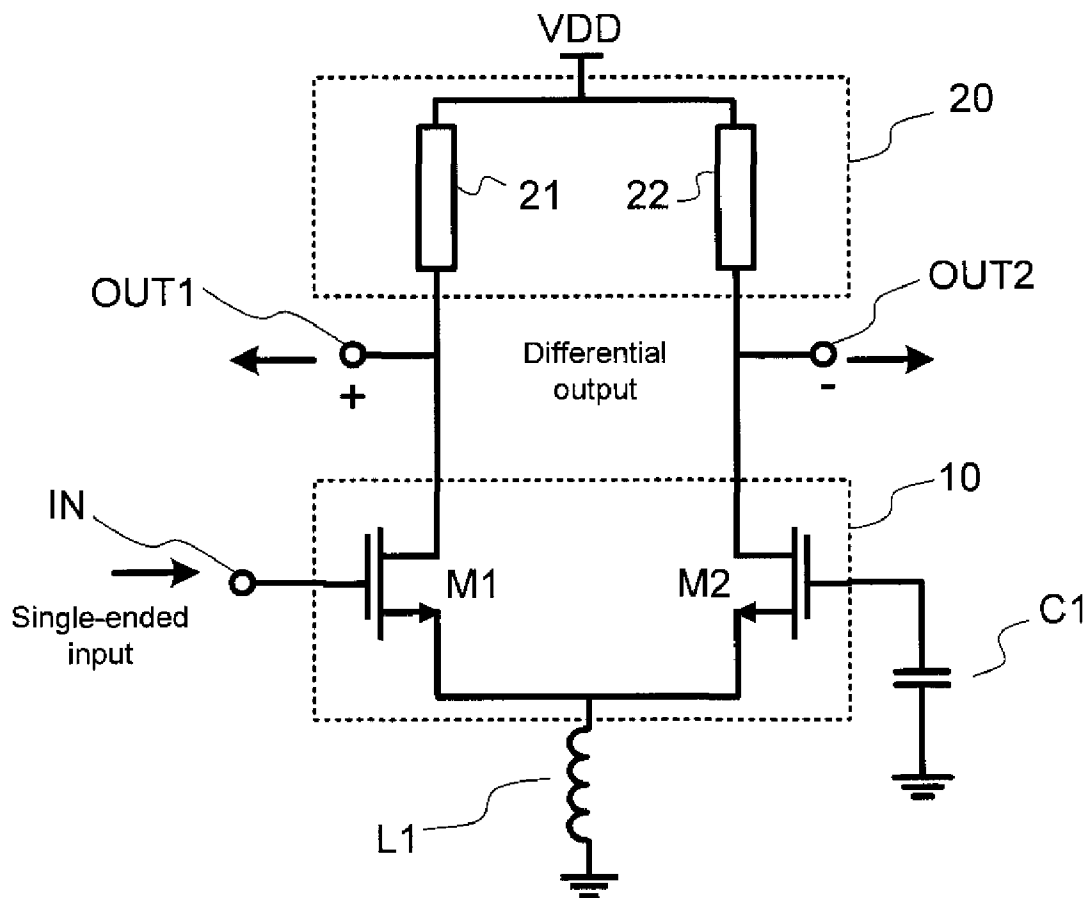 VDD
20
21
22
OUT1
OUT2
Differential
output
+
-
10
IN
M1
M2
Single-ended
input
C1
L1